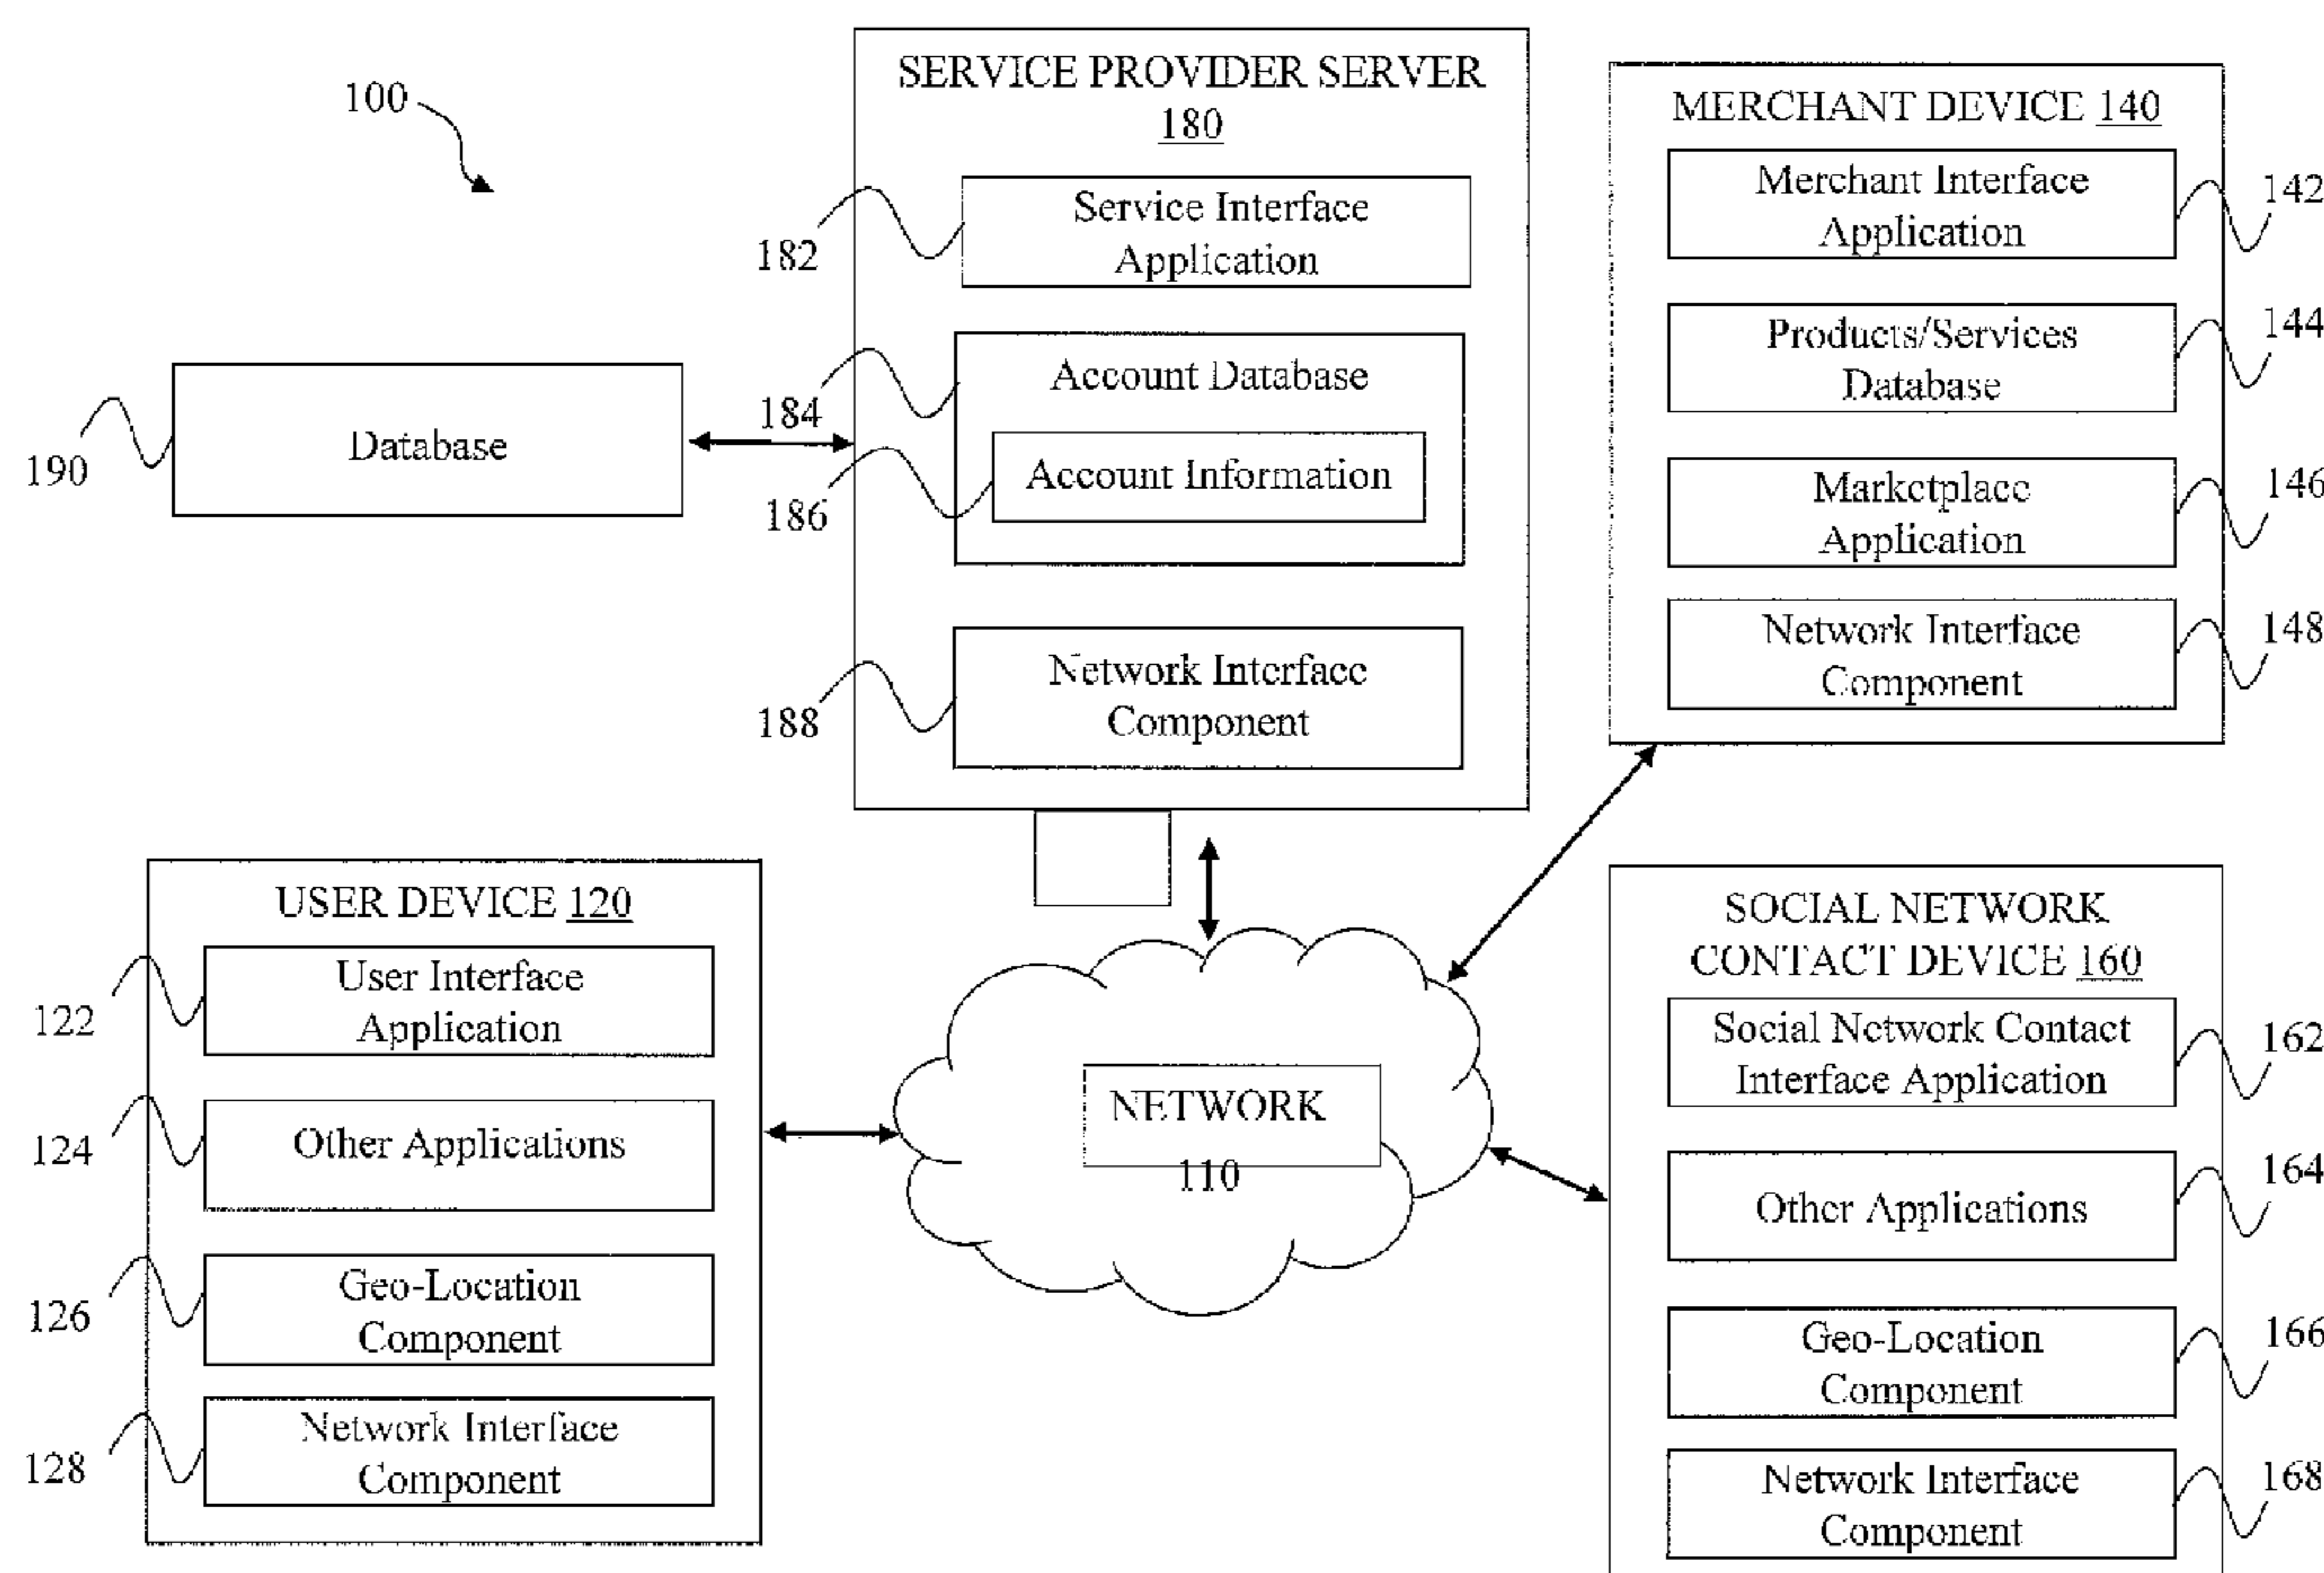 100
SERVICE PROVIDER SERVER
180
182
Service Interface
Application
184
Account Database
186
Account Information
188
Network Interface
Component
190
Database
MERCHANT DEVICE 140
Merchant Interface
Application
142
Products/Services
Database
144
Marketplace
Application
146
Network Interface
Component
148
USER DEVICE 120
122
User Interface
Application
124
Other Applications
126
Geo-Location
Component
128
Network Interface
Component
NETWORK
110
SOCIAL NETWORK
CONTACT DEVICE 160
Social Network Contact
Interface Application
162
Other Applications
164
Geo-Location
Component
166
Network Interface
Component
168